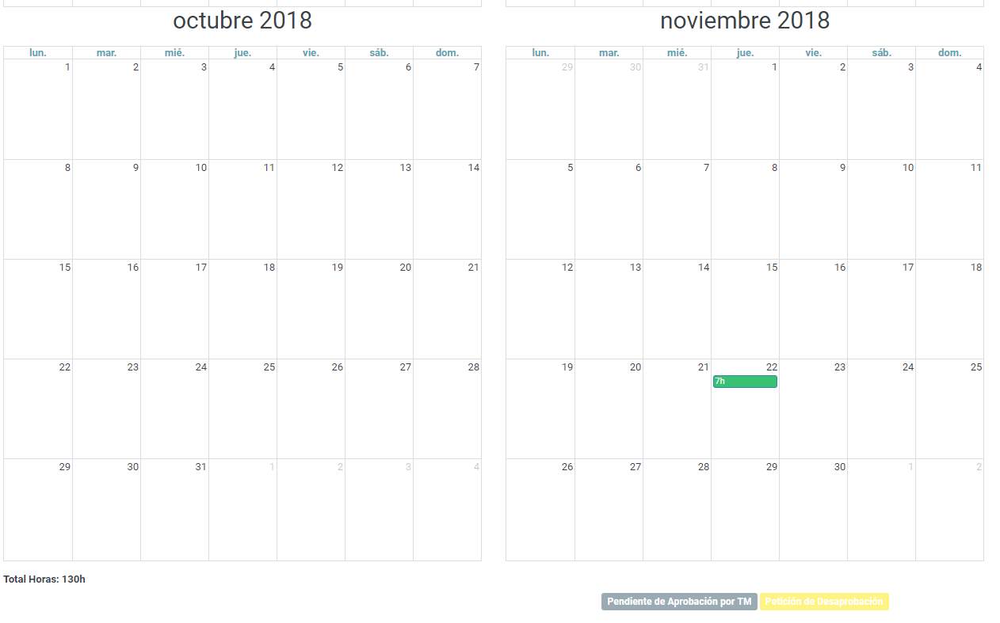 octubre 2018
lun. mar. mié. jue. vie. sáb. dom.
1 2 3 4 5 6 7
8 9 10 11 12 13 14
15 16 17 18 19 20 21
22 23 24 25 26 27 28
29 30 31 1 2 3 4
Total Horas: 130h
noviembre 2018
lun. mar. mié. jue. vie. sáb. dom.
29 30 31 1 2 3 4
5 6 7 8 9 10 11
12 13 14 15 16 17 18
19 20 21 22 23 24 25
7h
26 27 28 29 30 1 2
Pendiente de Aprobación por TM Petición de Desaprobación